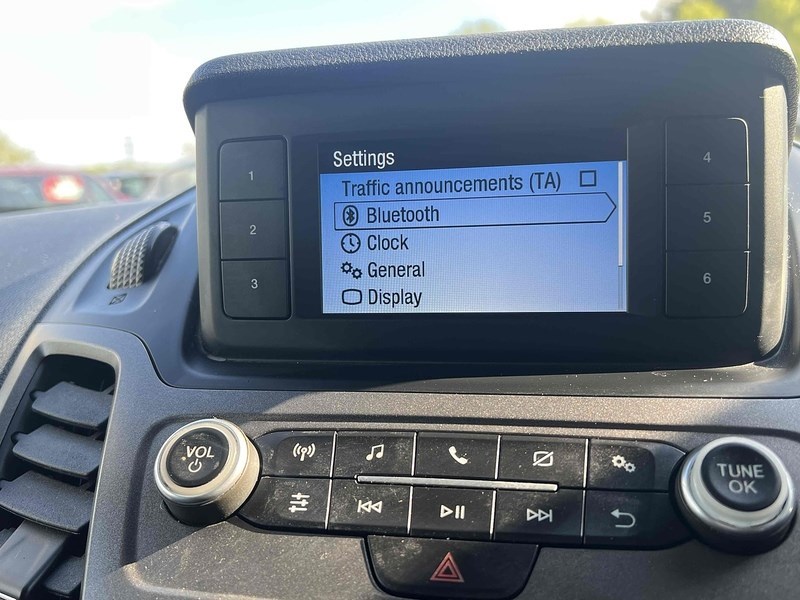 Settings
Traffic announcements (TA)
Bluetooth
Clock
General
Display
1
2
3
4
5
6
VOL
TUNE
OK